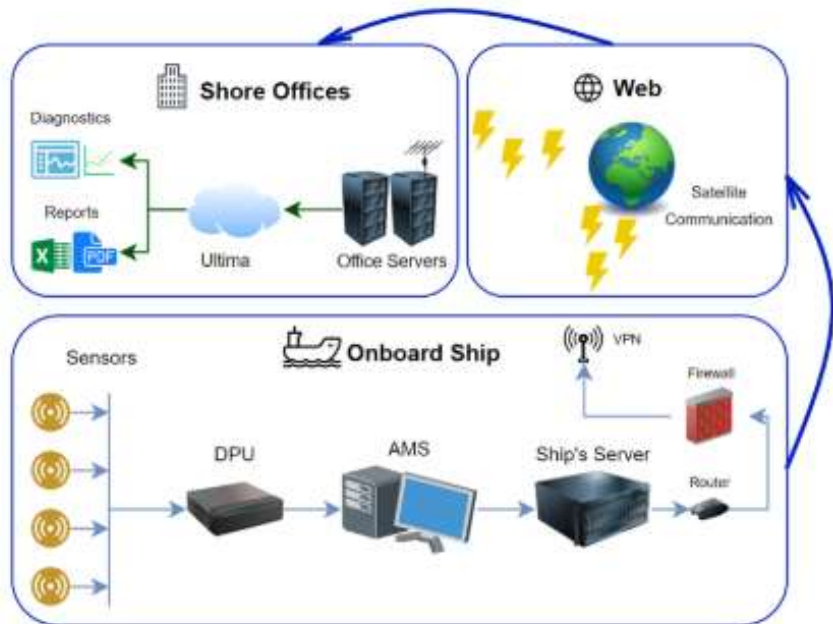 Shore Offices
Diagnostics
Reports
X
PDF
Ultima
Office Servers
Web
Satellite
Communication
Onboard Ship
Sensors
VPN
Firewall
DPU
AMS
Ship's Server
Router